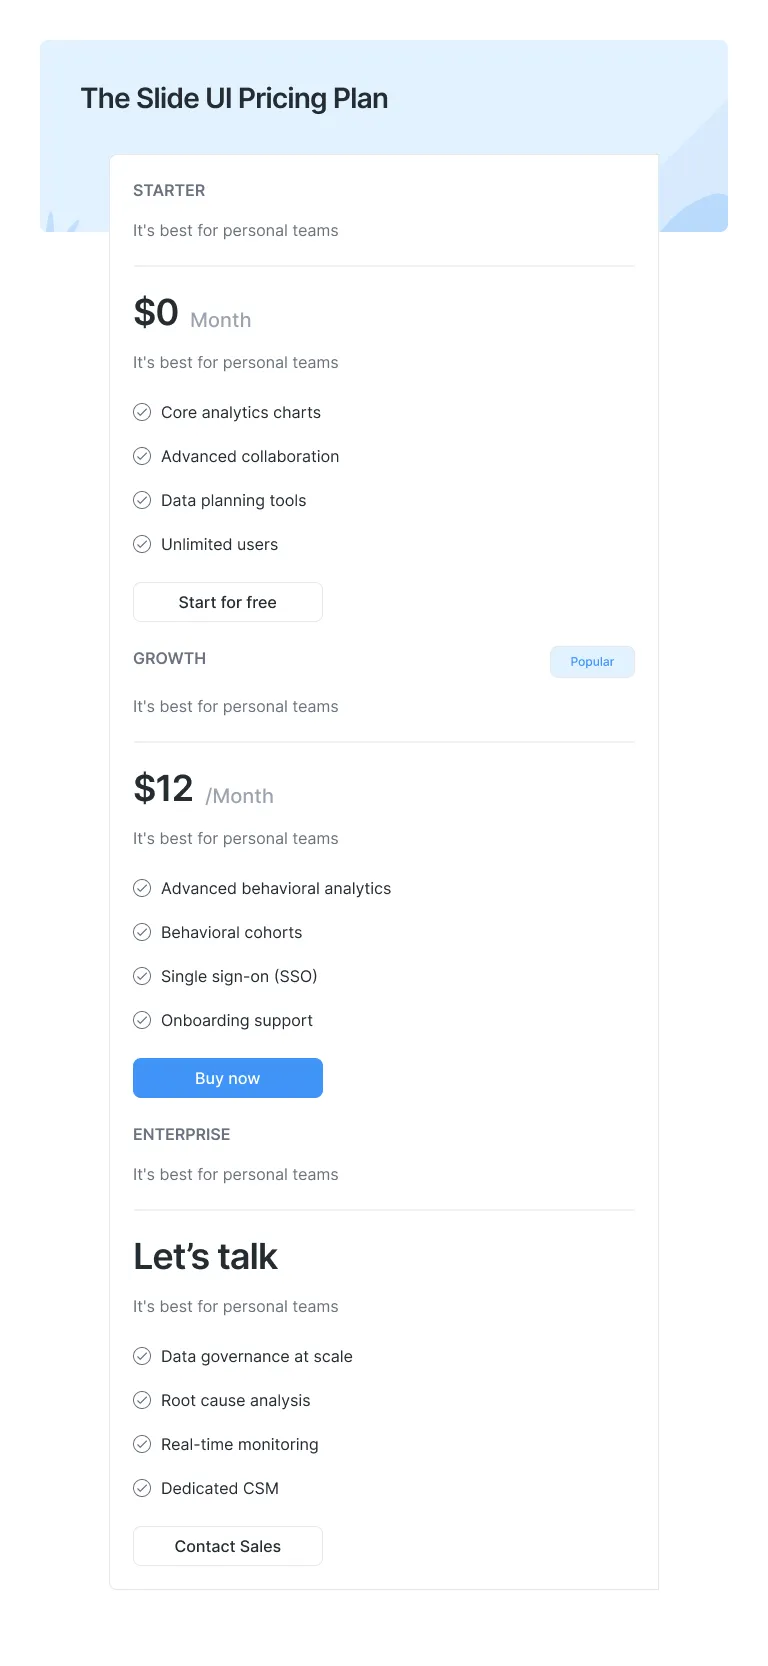 The Slide UI Pricing Plan
STARTER
It's best for personal teams
$0 Month
It's best for personal teams
Core analytics charts
Advanced collaboration
Data planning tools
Unlimited users
Start for free
GROWTH Popular
It's best for personal teams
$12 /Month
It's best for personal teams
Advanced behavioral analytics
Behavioral cohorts
Single sign-on (SSO)
Onboarding support
Buy now
ENTERPRISE
It's best for personal teams
Let’s talk
It's best for personal teams
Data governance at scale
Root cause analysis
Real-time monitoring
Dedicated CSM
Contact Sales